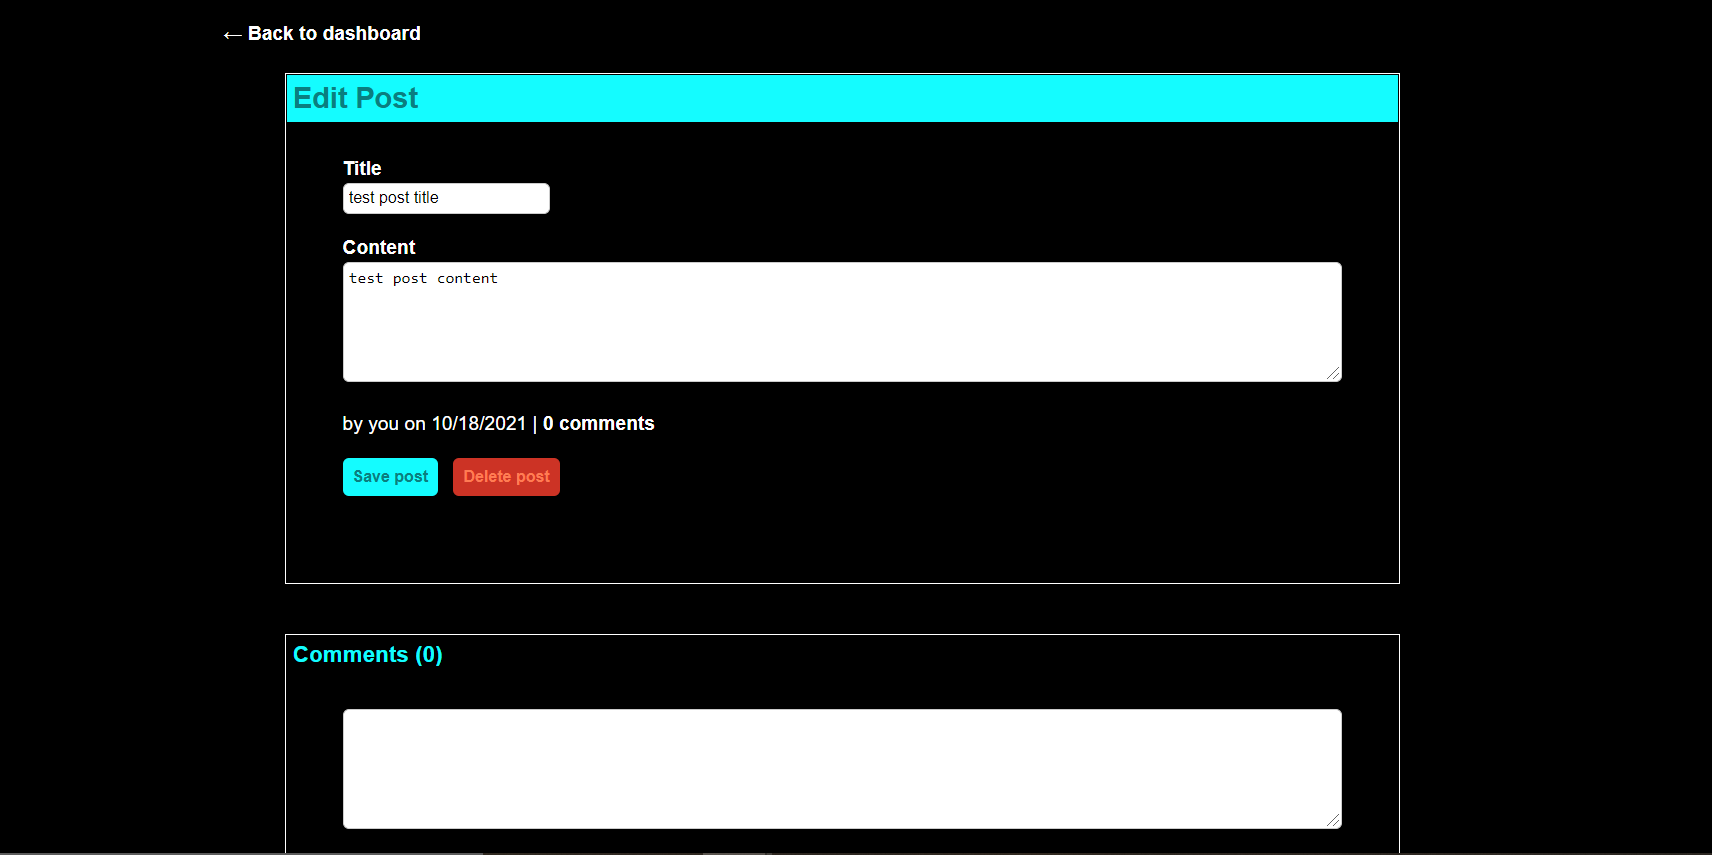 ← Back to dashboard
Edit Post
Title
test post title
Content
test post content
by you on 10/18/2021 | 0 comments
Save post Delete post
Comments (0)